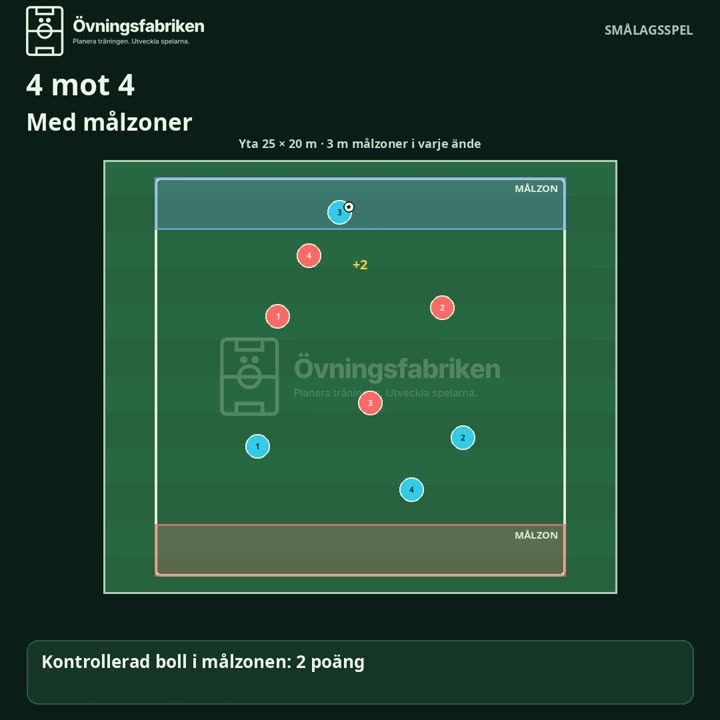 Övningsfabriken
Planera träningen. Utveckla spelarna.
SMÅLAGSSPEL
4 mot 4
Med målzoner
Yta 25 × 20 m · 3 m målzoner i varje ände
MÅLZON
3
4
+2
1
2
Övningsfabriken
Planera träningen. Utveckla spelarna.
3
1
2
4
MÅLZON
Kontrollerad boll i målzonen: 2 poäng